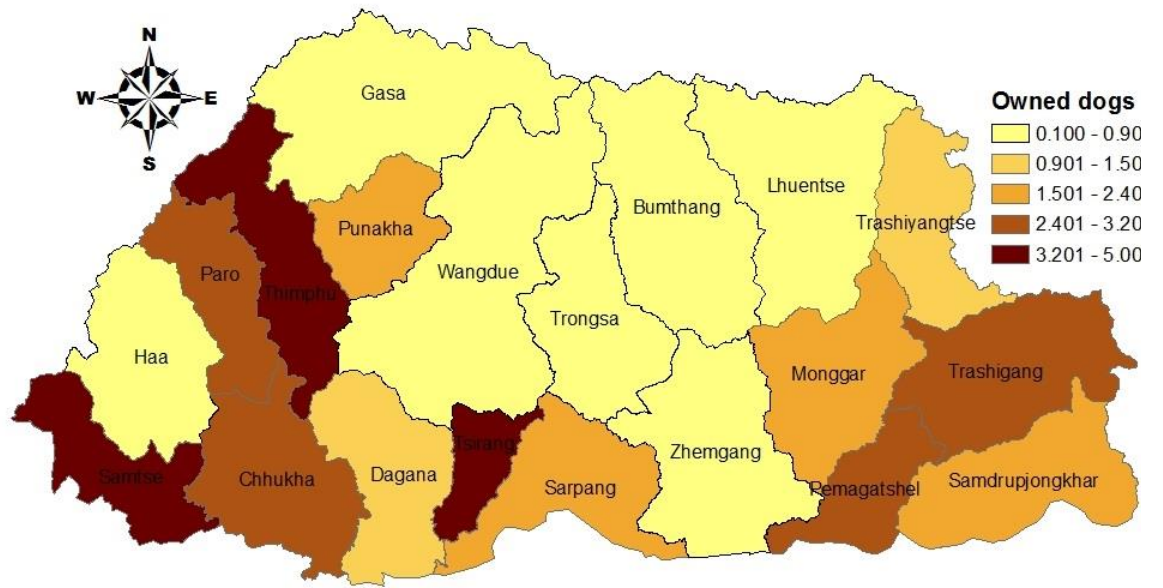 N
W E
S
Owned dogs
0.100 - 0.90
0.901 - 1.50
1.501 - 2.40
2.401 - 3.20
3.201 - 5.00
Gasa
Punakha
Lhuentse
Bumthang
Trashiyangtse
Wangdue
Paro
Thimphu
Trongsa
Haa
Monggar
Trashigang
Tsirang
Zhemgang
Samtse
Chhukha
Dagana
Sarpang
Pemagatshel
Samdrupjongkhar